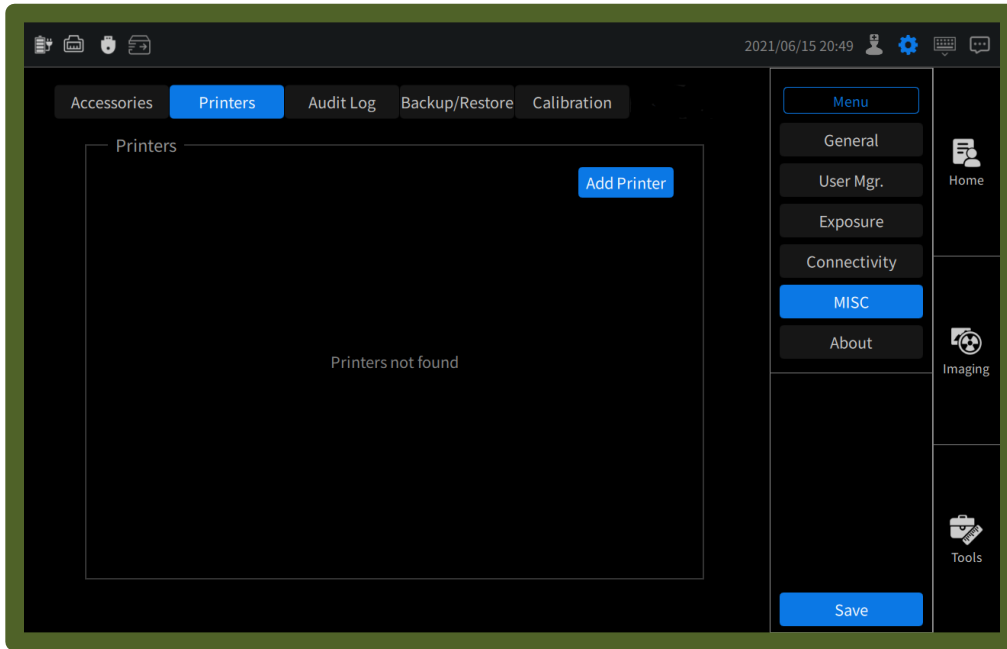 2021/06/15 20:49
Accessories Printers Audit Log Backup/Restore Calibration
Printers
Add Printer
Printers not found
Menu
General
User Mgr.
Exposure
Connectivity
MISC
About
Save
Home
Imaging
Tools